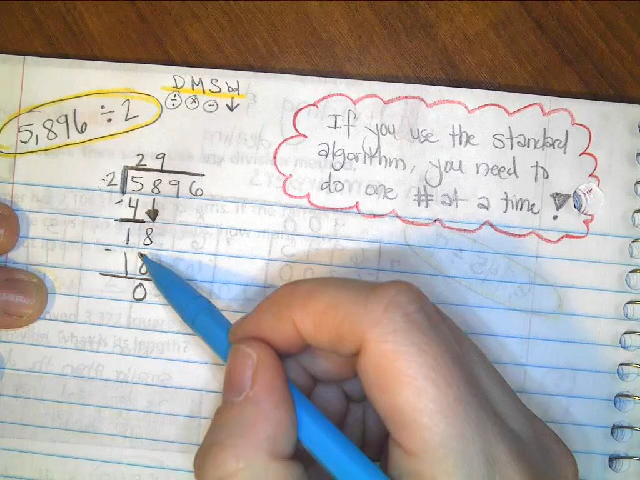 DMSbd
÷ × - ↓
5,896 ÷ 2
If you use the standard
algorithm, you need to
do one # at a time!
29
2 5896
-4↓
18
-18
0